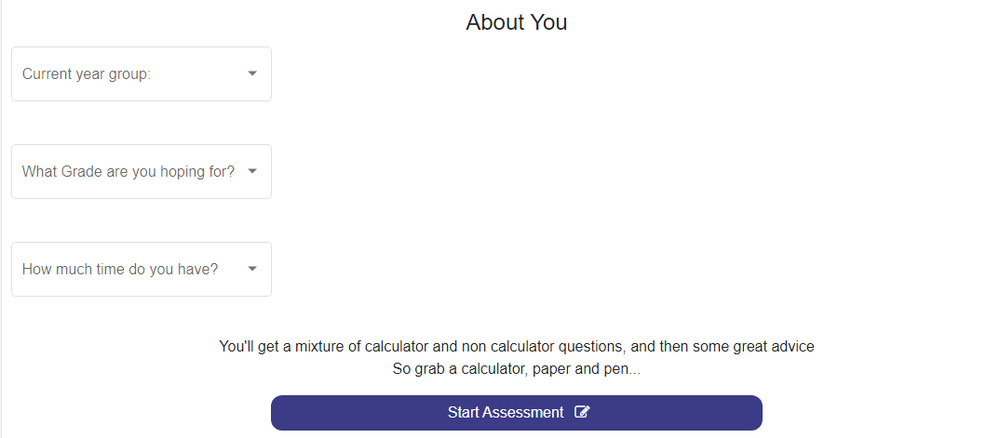 About You
Current year group:
What Grade are you hoping for?
How much time do you have?
You'll get a mixture of calculator and non calculator questions, and then some great advice
So grab a calculator, paper and pen...
Start Assessment